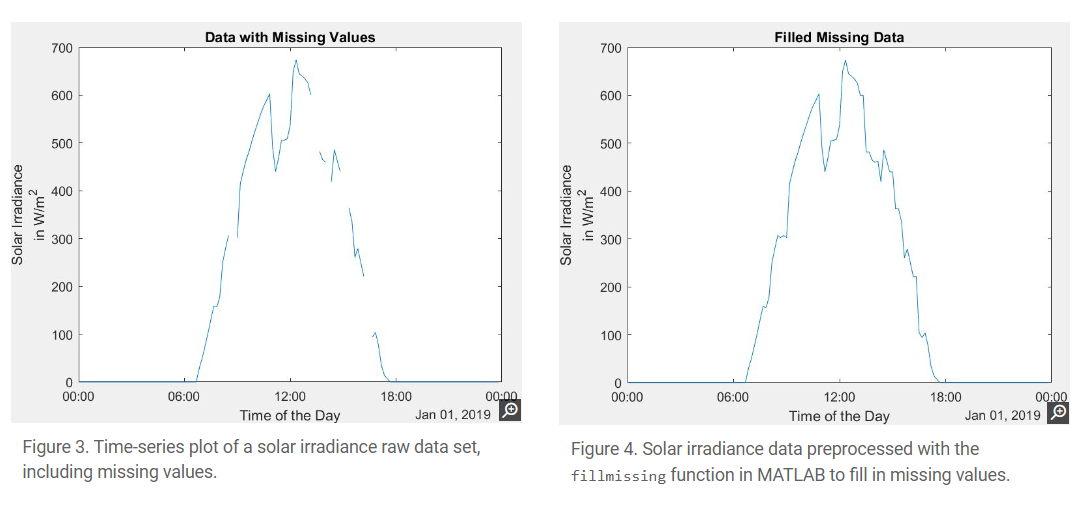 Data with Missing Values
700
600
500
400
300
200
100
0
Solar Irradiance
in W/m²
00:00
06:00
12:00
18:00
00:00
Time of the Day
Jan 01, 2019
Figure 3. Time-series plot of a solar irradiance raw data set,
including missing values.
Filled Missing Data
700
600
500
400
300
200
100
0
Solar Irradiance
in W/m²
00:00
06:00
12:00
18:00
00:00
Time of the Day
Jan 01, 2019
Figure 4. Solar irradiance data preprocessed with the
fillmissing function in MATLAB to fill in missing values.